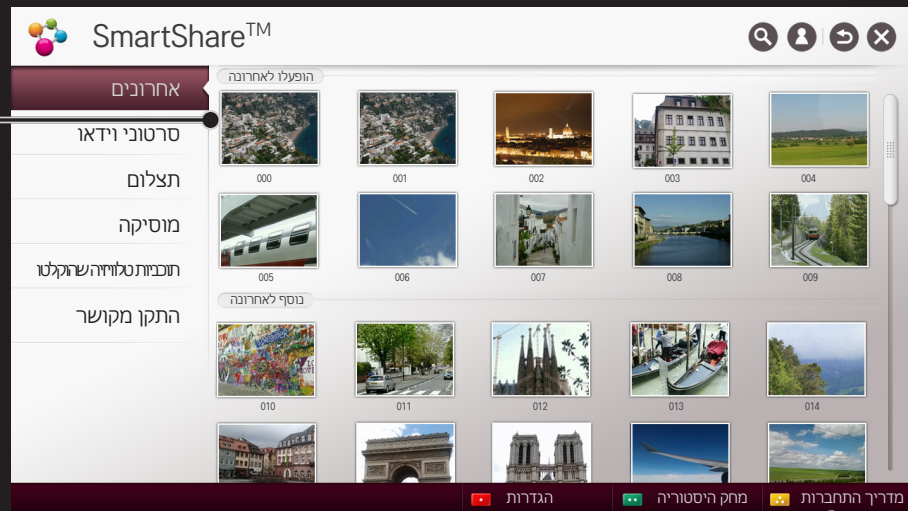 SmartShare™
אחרונים
סרטוני וידאו
תצלום
מוסיקה
תוכניות טלוויזיה שהוקלטו
התקן מקושר
הופעלו לאחרונה
000 001 002 003 004
005 006 007 008 009
נוסף לאחרונה
010 011 012 013 014
מדריך התחברות
מחק היסטוריה
הגדרות